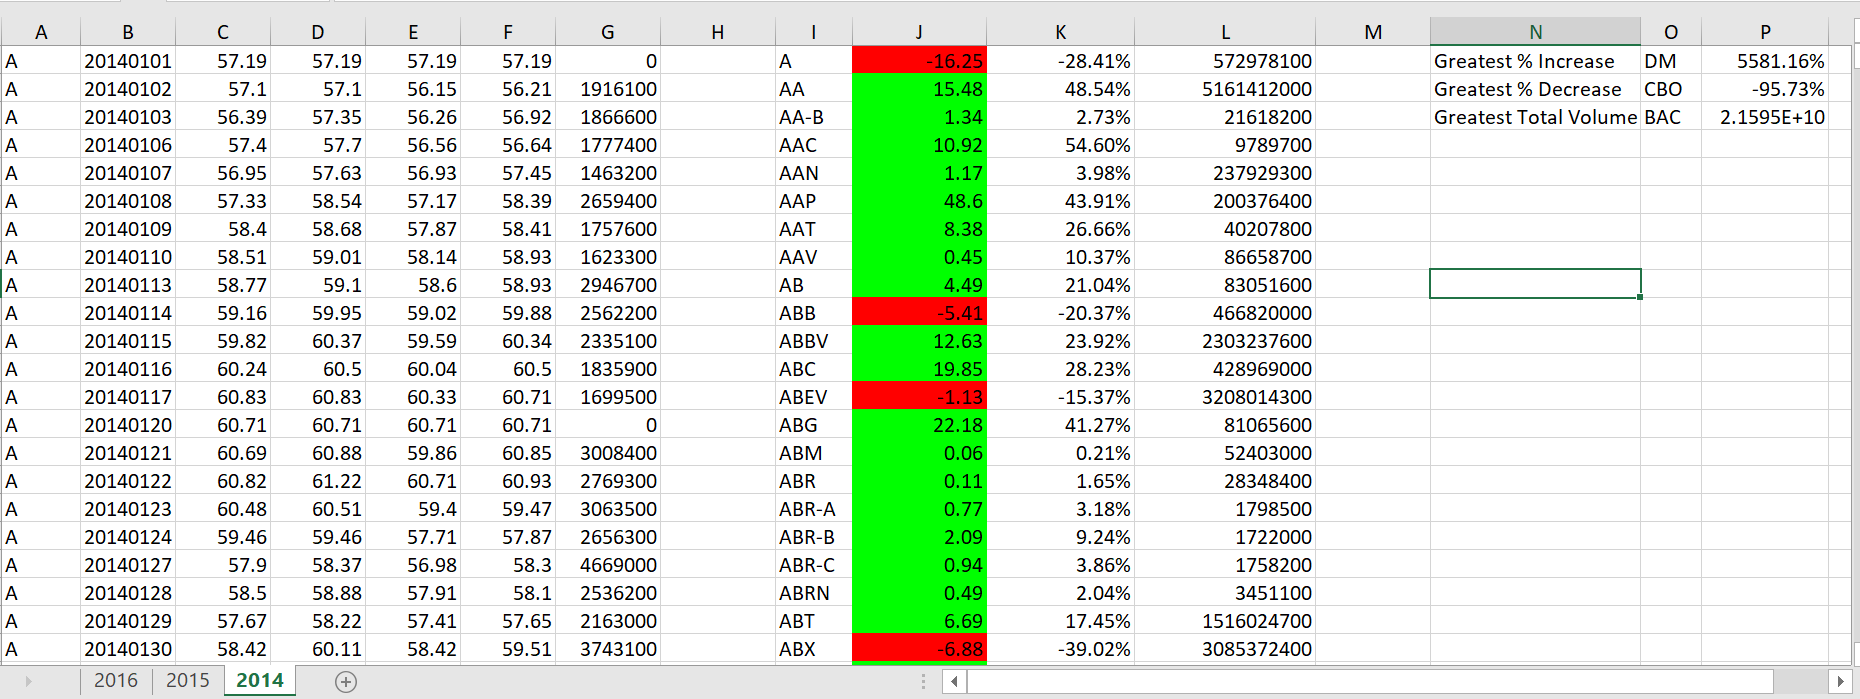 A B C D E F G H I J K L M N O P
A 20140101 57.19 57.19 57.19 57.19 0 A -16.25 -28.41% 572978100 Greatest % Increase DM 5581.16%
A 20140102 57.1 57.1 56.15 56.21 1916100 AA 15.48 48.54% 5161412000 Greatest % Decrease CBO -95.73%
A 20140103 56.39 57.35 56.26 56.92 1866600 AA-B 1.34 2.73% 21618200 Greatest Total Volume BAC 2.1595E+10
A 20140106 57.4 57.7 56.56 56.64 1777400 AAC 10.92 54.60% 9789700
A 20140107 56.95 57.63 56.93 57.45 1463200 AAN 1.17 3.98% 237929300
A 20140108 57.33 58.54 57.17 58.39 2659400 AAP 48.6 43.91% 200376400
A 20140109 58.4 58.68 57.87 58.41 1757600 AAT 8.38 26.66% 40207800
A 20140110 58.51 59.01 58.14 58.93 1623300 AAV 0.45 10.37% 86658700
A 20140113 58.77 59.1 58.6 58.93 2946700 AB 4.49 21.04% 83051600
A 20140114 59.16 59.95 59.02 59.88 2562200 ABB -5.41 -20.37% 466820000
A 20140115 59.82 60.37 59.59 60.34 2335100 ABBV 12.63 23.92% 2303237600
A 20140116 60.24 60.5 60.04 60.5 1835900 ABC 19.85 28.23% 428969000
A 20140117 60.83 60.83 60.33 60.71 1699500 ABEV -1.13 -15.37% 3208014300
A 20140120 60.71 60.71 60.71 60.71 0 ABG 22.18 41.27% 81065600
A 20140121 60.69 60.88 59.86 60.85 3008400 ABM 0.06 0.21% 52403000
A 20140122 60.82 61.22 60.71 60.93 2769300 ABR 0.11 1.65% 28348400
A 20140123 60.48 60.51 59.4 59.47 3063500 ABR-A 0.77 3.18% 1798500
A 20140124 59.46 59.46 57.71 57.87 2656300 ABR-B 2.09 9.24% 1722000
A 20140127 57.9 58.37 56.98 58.3 4669000 ABR-C 0.94 3.86% 1758200
A 20140128 58.5 58.88 57.91 58.1 2536200 ABRN 0.49 2.04% 3451100
A 20140129 57.67 58.22 57.41 57.65 2163000 ABT 6.69 17.45% 1516024700
A 20140130 58.42 60.11 58.42 59.51 3743100 ABX -6.88 -39.02% 3085372400
2016 2015 2014